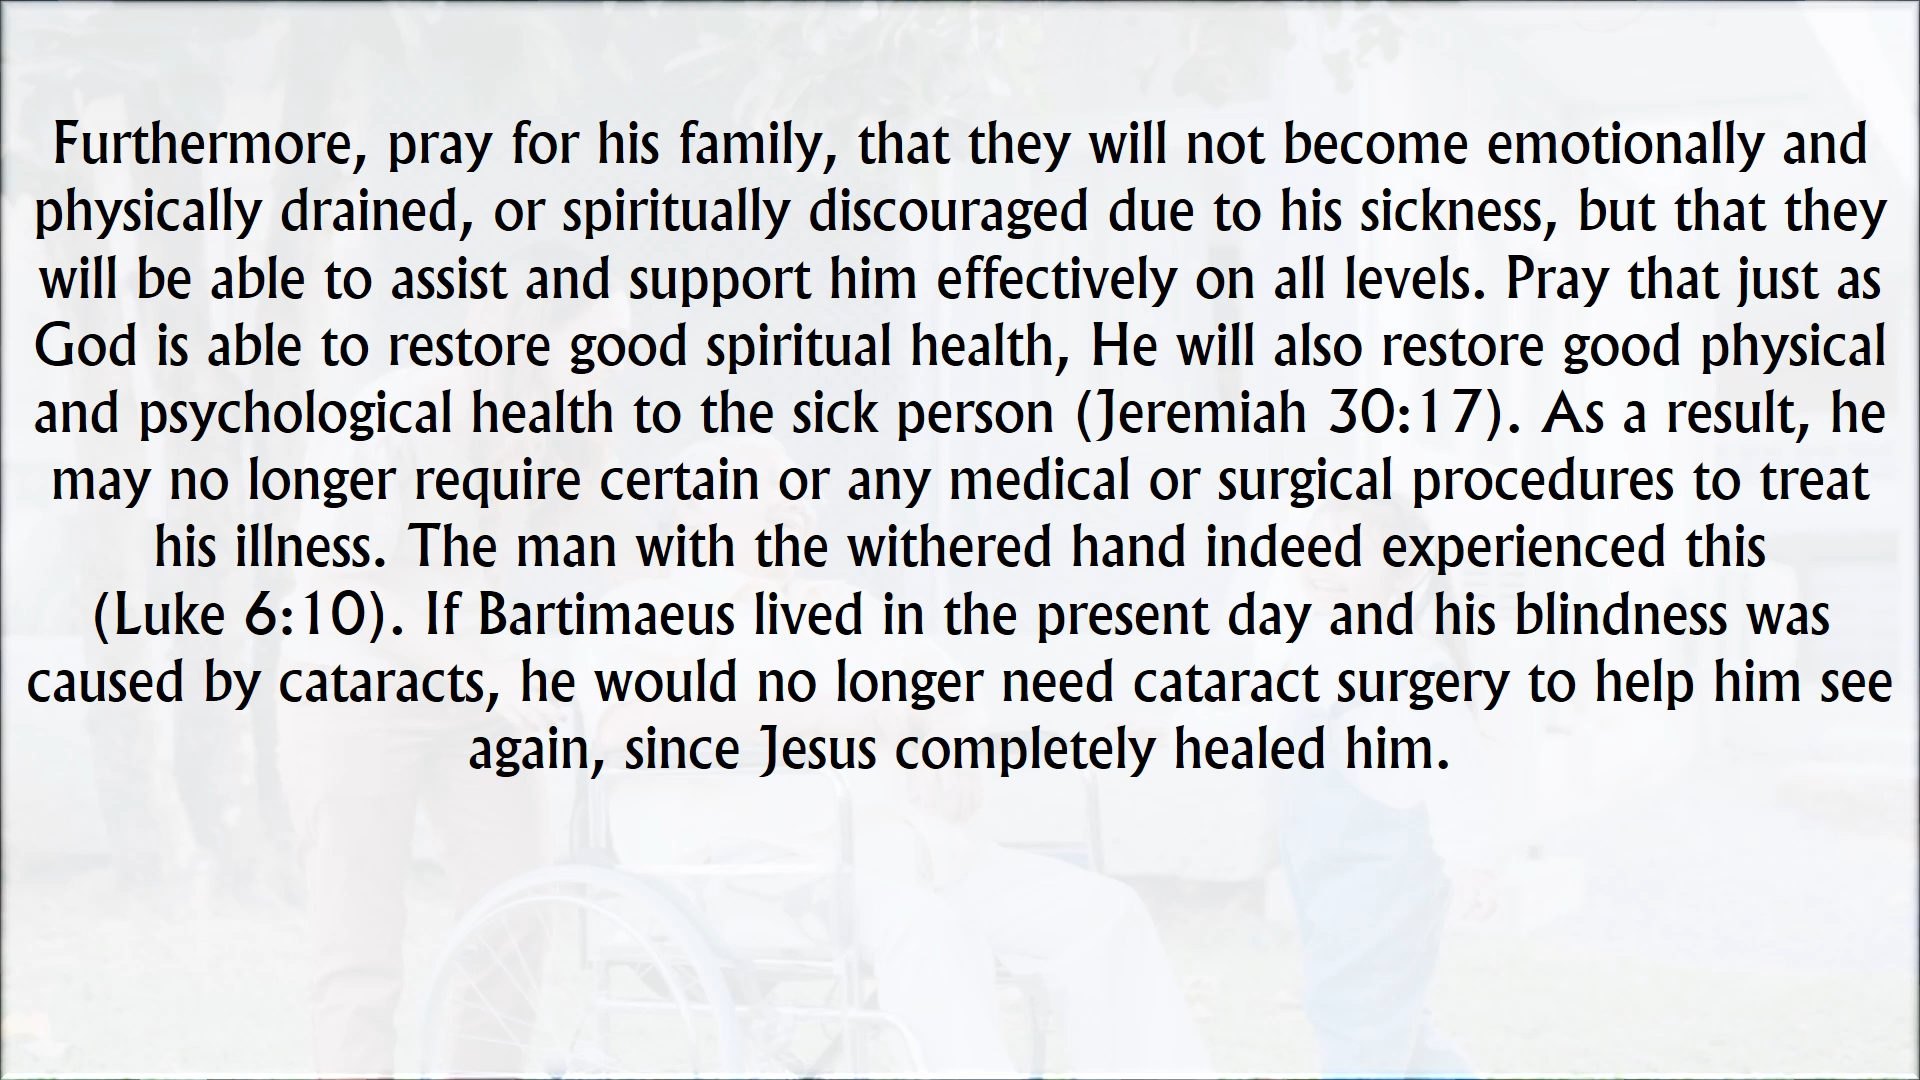 Furthermore, pray for his family, that they will not become emotionally and
physically drained, or spiritually discouraged due to his sickness, but that they
will be able to assist and support him effectively on all levels. Pray that just as
God is able to restore good spiritual health, He will also restore good physical
and psychological health to the sick person (Jeremiah 30:17). As a result, he
may no longer require certain or any medical or surgical procedures to treat
his illness. The man with the withered hand indeed experienced this
(Luke 6:10). If Bartimaeus lived in the present day and his blindness was
caused by cataracts, he would no longer need cataract surgery to help him see
again, since Jesus completely healed him.